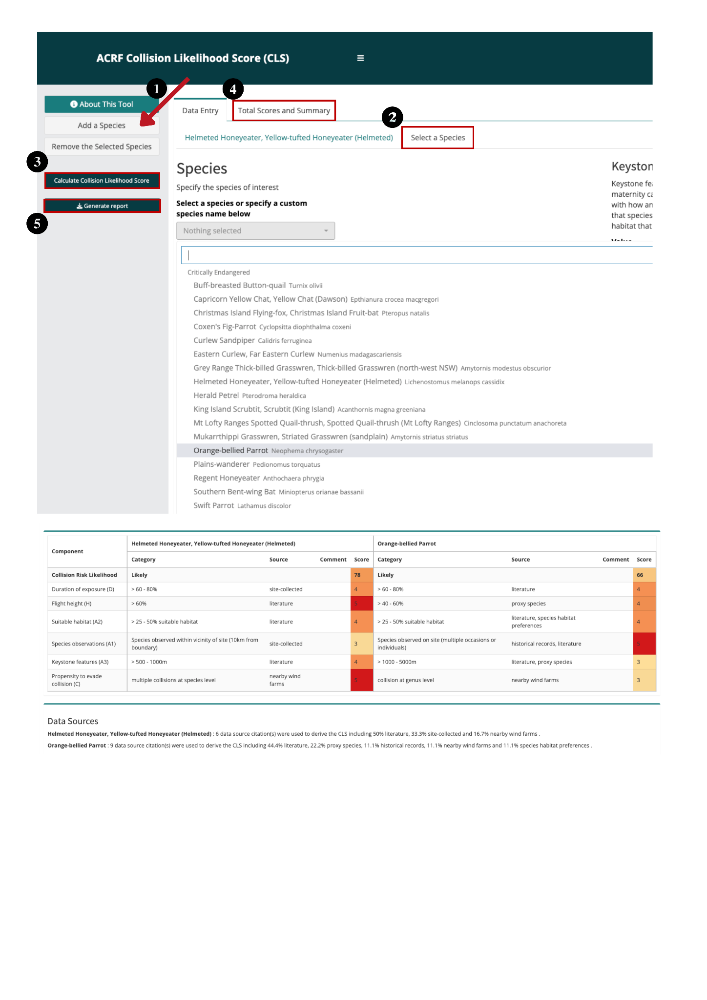 ACRF Collision Likelihood Score (CLS)
1
4
About This Tool
Data Entry
Total Scores and Summary
2
Add a Species
Helmeted Honeyeater, Yellow-tufted Honeyeater (Helmeted)
Select a Species
Remove the Selected Species
3
Calculate Collision Likelihood Score
Generate report
5
Species
Specify the species of interest
Select a species or specify a custom
species name below
Nothing selected
Keyston
Keystone fe
maternity ca
with how an
that species
habitat that
Critically Endangered
Buff-breasted Button-quail Turnix olivii
Capricorn Yellow Chat, Yellow Chat (Dawson) Epthianura crocea macgregori
Christmas Island Flying-fox, Christmas Island Fruit-bat Pteropus natalis
Coxen's Fig-Parrot Cyclopsitta diophthalma coxeni
Curlew Sandpiper Calidris ferruginea
Eastern Curlew, Far Eastern Curlew Numenius madagascariensis
Grey Range Thick-billed Grasswren, Thick-billed Grasswren (north-west NSW) Amytornis modestus obscurior
Helmeted Honeyeater, Yellow-tufted Honeyeater (Helmeted) Lichenostomus melanops cassidix
Herald Petrel Pterodroma heraldica
King Island Scrubtit, Scrubtit (King Island) Acanthornis magna greeniana
Mt Lofty Ranges Spotted Quail-thrush, Spotted Quail-thrush (Mt Lofty Ranges) Cinclosoma punctatum anachoreta
Mukarrthippi Grasswren, Striated Grasswren (sandplain) Amytornis striatus striatus
Orange-bellied Parrot Neophema chrysogaster
Plains-wanderer Pedionomus torquatus
Regent Honeyeater Anthochaera phrygia
Southern Bent-wing Bat Miniopterus orianae bassanii
Swift Parrot Lathamus discolor
Component Helmeted Honeyeater, Yellow-tufted Honeyeater (Helmeted) Orange-bellied Parrot
Category Source Comment Score Category Source Comment Score
Collision Risk Likelihood Likely 78 Likely 66
Duration of exposure (D) > 60 - 80% site-collected 4 > 60 - 80% literature 4
Flight height (H) > 60% literature 5 > 40 - 60% proxy species 4
Suitable habitat (A2) > 25 - 50% suitable habitat literature 4 > 25 - 50% suitable habitat literature, species habitat preferences 4
Species observations (A1) Species observed within vicinity of site (10km from boundary) site-collected 3 Species observed on site (multiple occasions or individuals) historical records, literature 5
Keystone features (A3) > 500 - 1000m literature 4 > 1000 - 5000m literature, proxy species 3
Propensity to evade collision (C) multiple collisions at species level nearby wind farms 5 collision at genus level nearby wind farms 3
Data Sources
Helmeted Honeyeater, Yellow-tufted Honeyeater (Helmeted) : 6 data source citation(s) were used to derive the CLS including 50% literature, 33.3% site-collected and 16.7% nearby wind farms .
Orange-bellied Parrot : 9 data source citation(s) were used to derive the CLS including 44.4% literature, 22.2% proxy species, 11.1% historical records, 11.1% nearby wind farms and 11.1% species habitat preferences .